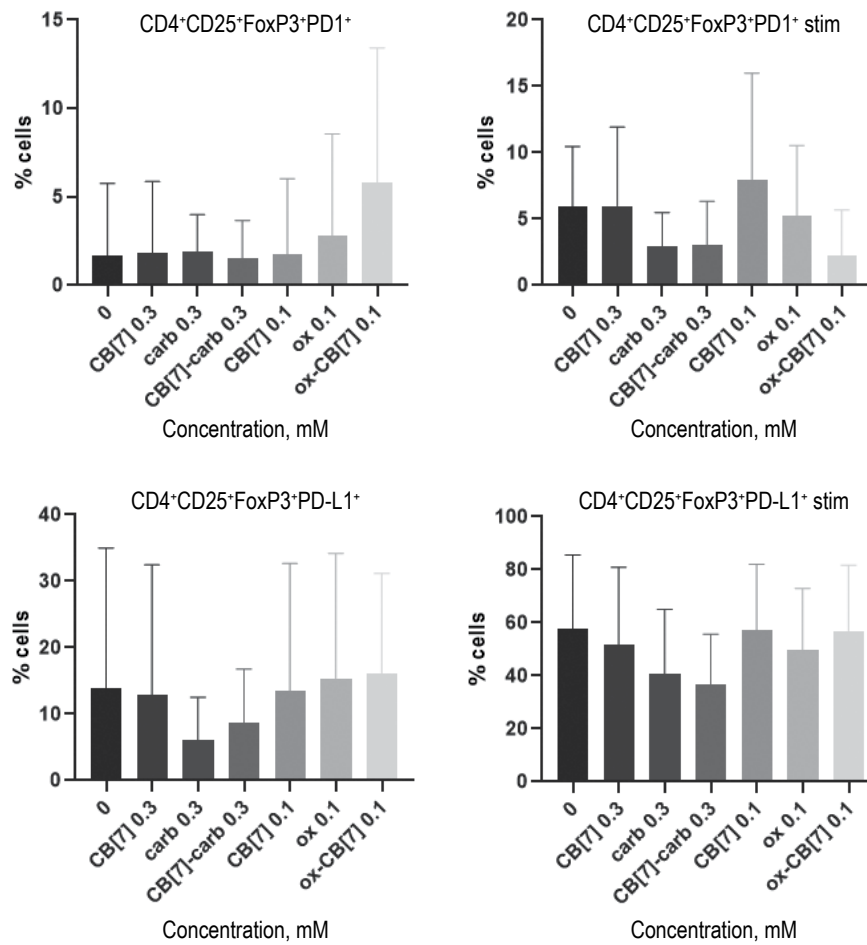 CD4⁺CD25⁺FoxP3⁺PD1⁺
% cells
15
10
5
0
0
CB[7] 0.3
carb 0.3
CB[7]-carb 0.3
CB[7] 0.1
ox 0.1
ox-CB[7] 0.1
Concentration, mM
CD4⁺CD25⁺FoxP3⁺PD1⁺ stim
% cells
20
15
10
5
0
0
CB[7] 0.3
carb 0.3
CB[7]-carb 0.3
CB[7] 0.1
ox 0.1
ox-CB[7] 0.1
Concentration, mM
CD4⁺CD25⁺FoxP3⁺PD-L1⁺
% cells
40
30
20
10
0
0
CB[7] 0.3
carb 0.3
CB[7]-carb 0.3
CB[7] 0.1
ox 0.1
ox-CB[7] 0.1
Concentration, mM
CD4⁺CD25⁺FoxP3⁺PD-L1⁺ stim
% cells
100
80
60
40
20
0
0
CB[7] 0.3
carb 0.3
CB[7]-carb 0.3
CB[7] 0.1
ox 0.1
ox-CB[7] 0.1
Concentration, mM